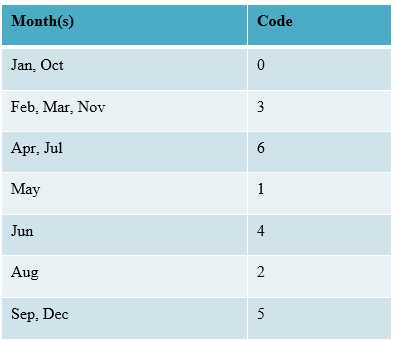 Month(s) Code
Jan, Oct 0
Feb, Mar, Nov 3
Apr, Jul 6
May 1
Jun 4
Aug 2
Sep, Dec 5